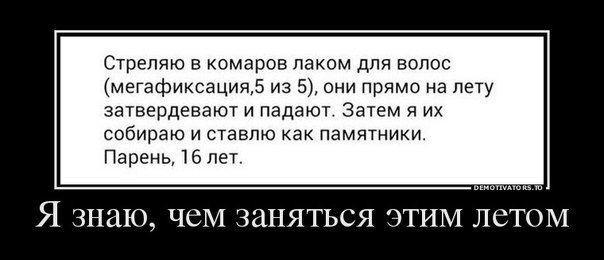 Стреляю в комаров лаком для волос
(мегафиксация,5 из 5), они прямо на лету
затвердевают и падают. Затем я их
собираю и ставлю как памятники.
Парень, 16 лет.
DEMOTIVATORS.TO
Я знаю, чем заняться этим летом